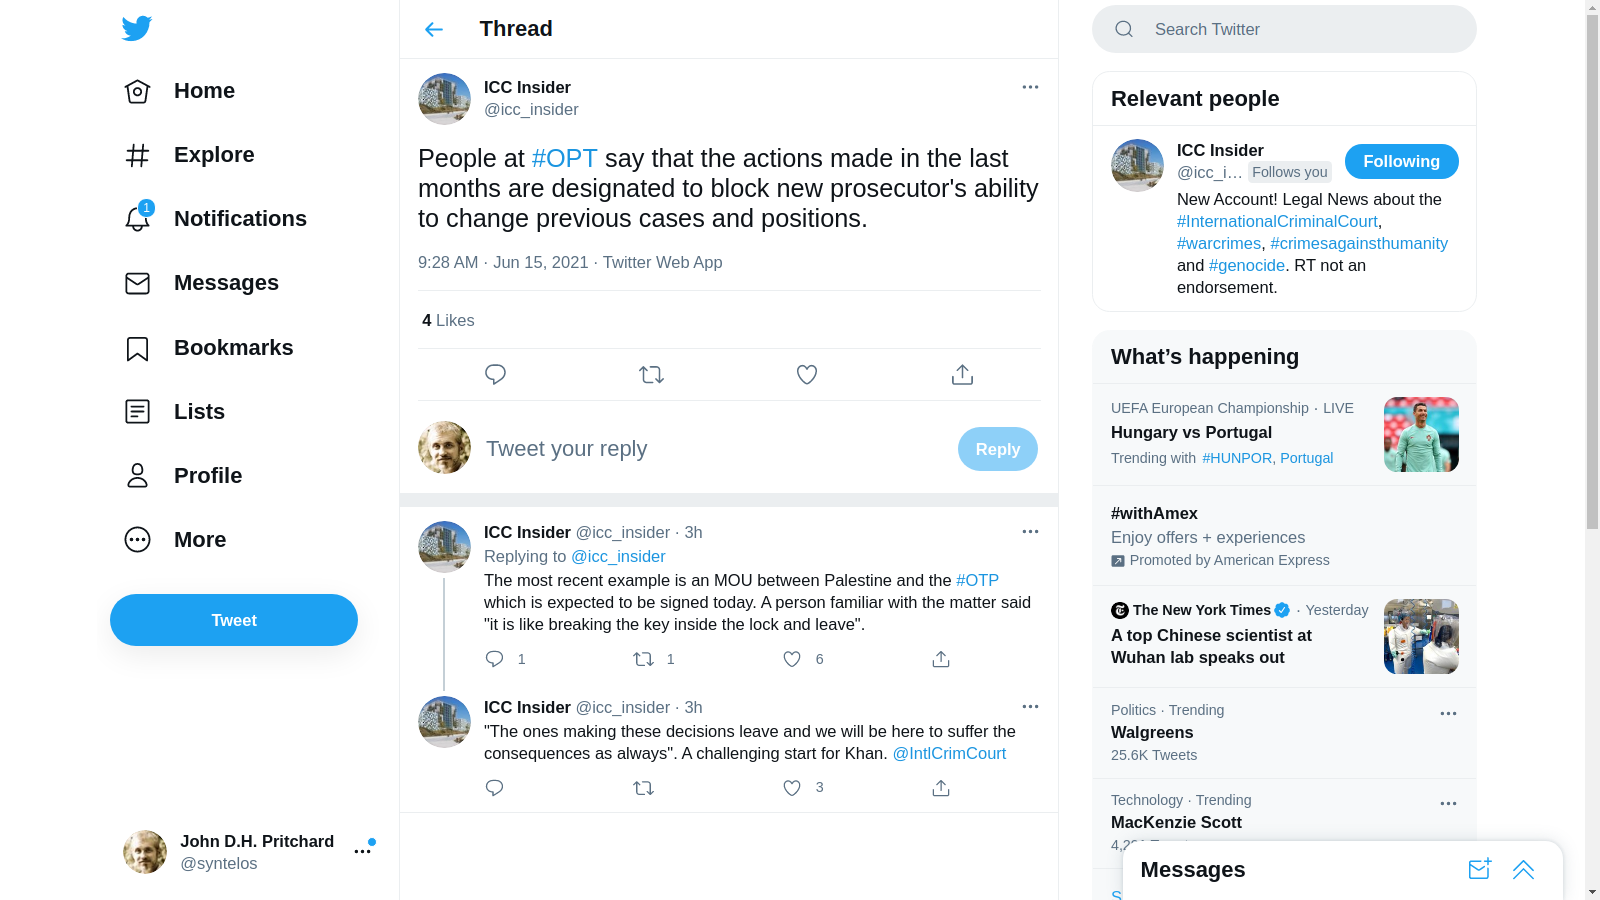 Home
Explore
1
Notifications
Messages
Bookmarks
Lists
Profile
More
Tweet
John D.H. Pritchard
@syntelos
Thread
ICC Insider
@icc_insider
People at #OPT say that the actions made in the last
months are designated to block new prosecutor's ability
to change previous cases and positions.
9:28 AM · Jun 15, 2021 · Twitter Web App
4 Likes
Tweet your reply
Reply
ICC Insider @icc_insider · 3h
Replying to @icc_insider
The most recent example is an MOU between Palestine and the #OTP
which is expected to be signed today. A person familiar with the matter said
"it is like breaking the key inside the lock and leave".
1 1 6
ICC Insider @icc_insider · 3h
"The ones making these decisions leave and we will be here to suffer the
consequences as always". A challenging start for Khan. @IntlCrimCourt
3
Search Twitter
Relevant people
ICC Insider
@icc_i… Follows you
Following
New Account! Legal News about the
#InternationalCriminalCourt,
#warcrimes, #crimesagainsthumanity
and #genocide. RT not an
endorsement.
What's happening
UEFA European Championship · LIVE
Hungary vs Portugal
Trending with #HUNPOR, Portugal
#withAmex
Enjoy offers + experiences
Promoted by American Express
The New York Times · Yesterday
A top Chinese scientist at
Wuhan lab speaks out
Politics · Trending
Walgreens
25.6K Tweets
Technology · Trending
MacKenzie Scott
Messages